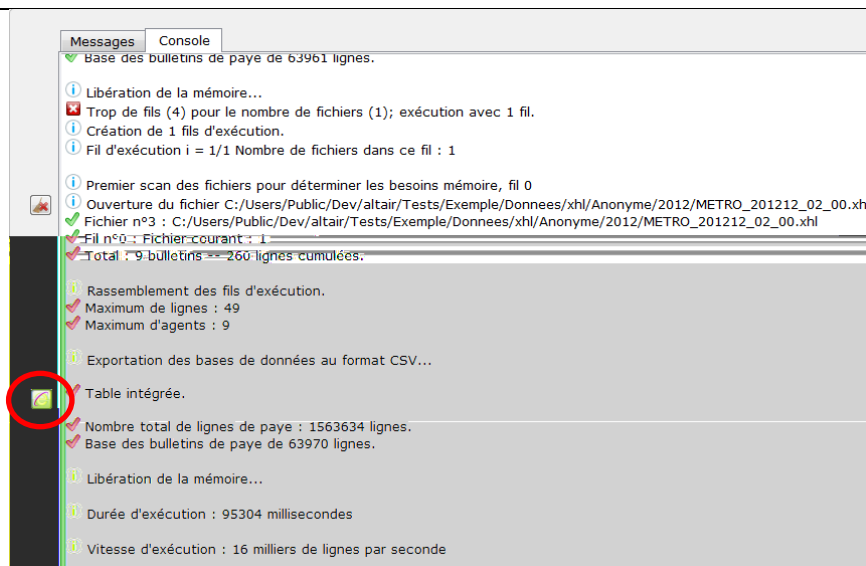 Messages Console
Base des bulletins de paye de 63961 lignes.
Libération de la mémoire...
Trop de fils (4) pour le nombre de fichiers (1); exécution avec 1 fil.
Création de 1 fils d'exécution.
Fil d'exécution i = 1/1 Nombre de fichiers dans ce fil : 1
Premier scan des fichiers pour déterminer les besoins mémoire, fil 0
Ouverture du fichier C:/Users/Public/Dev/altair/Tests/Exemple/Donnees/xhl/Anonyme/2012/METRO_201212_02_00.xh
Fichier n°3 : C:/Users/Public/Dev/altair/Tests/Exemple/Donnees/xhl/Anonyme/2012/METRO_201212_02_00.xhl
Fil n°0 : Fichier courant : 1
Total : 9 bulletins -- 260 lignes cumulées.
Rassemblement des fils d'exécution.
Maximum de lignes : 49
Maximum d'agents : 9
Exportation des bases de données au format CSV...
Table intégrée.
Nombre total de lignes de paye : 1563634 lignes.
Base des bulletins de paye de 63970 lignes.
Libération de la mémoire...
Durée d'exécution : 95304 millisecondes
Vitesse d'exécution : 16 milliers de lignes par seconde